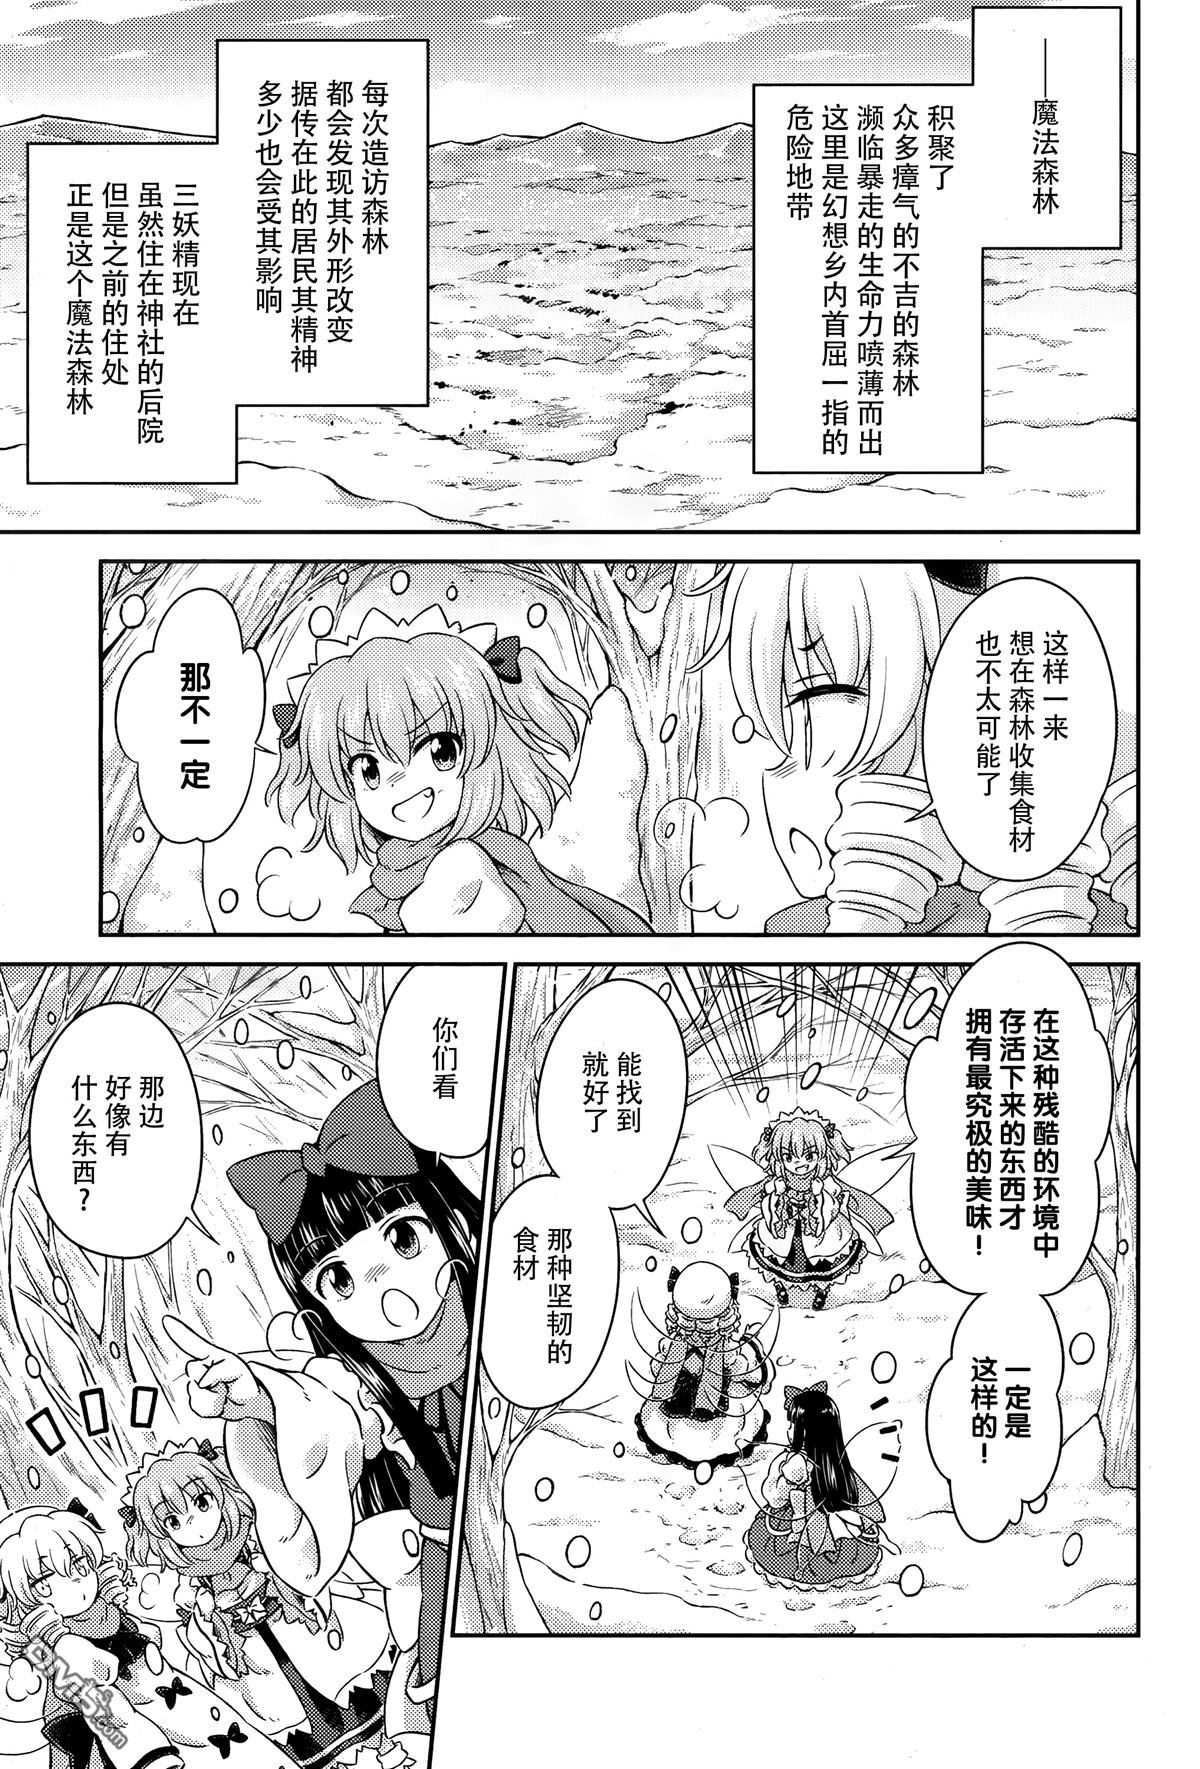 ——魔法森林
积聚了
众多瘴气的不吉的森林
濒临暴走的生命力喷薄而出
这里是幻想乡内首屈一指的
危险地带
每次造访森林
都会发现其外形改变
据传在此的居民其精神
多少也会受其影响
三妖精现在
虽然住在神社的后院
但是之前的住处
正是这个魔法森林
这样一来
想在森林收集食材
也不太可能了
那不一定
在这种残酷的环境中
存活下来的东西才
拥有最究极的美味！
一定是
这样的！
能找到
就好了
那种坚韧的
食材
你们看
那边
好像有
什么东西？
DM5.com